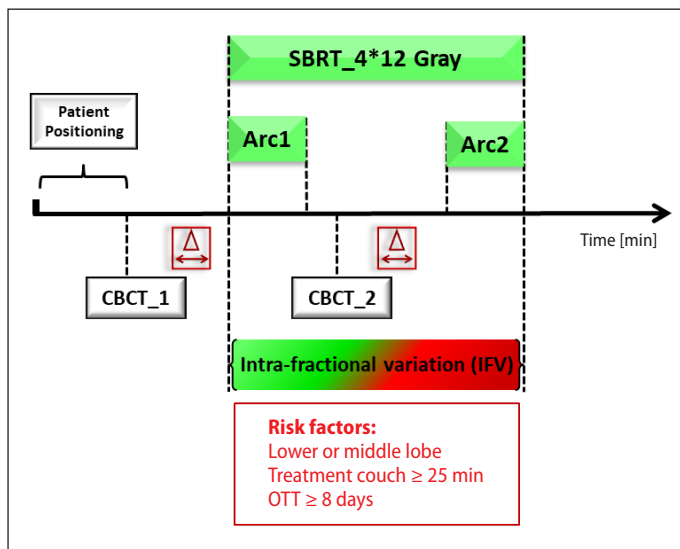 SBRT_4*12 Gray
Patient
Positioning
Arc1
Arc2
Time [min]
Δ
Δ
CBCT_1
CBCT_2
Intra-fractional variation (IFV)
Risk factors:
Lower or middle lobe
Treatment couch ≥ 25 min
OTT ≥ 8 days